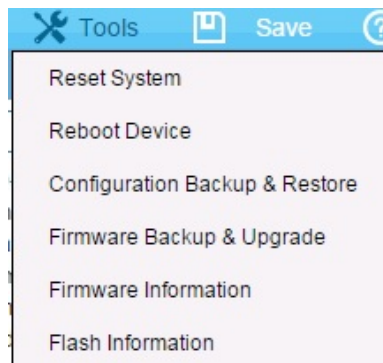 Tools Save
Reset System
Reboot Device
Configuration Backup & Restore
Firmware Backup & Upgrade
Firmware Information
Flash Information